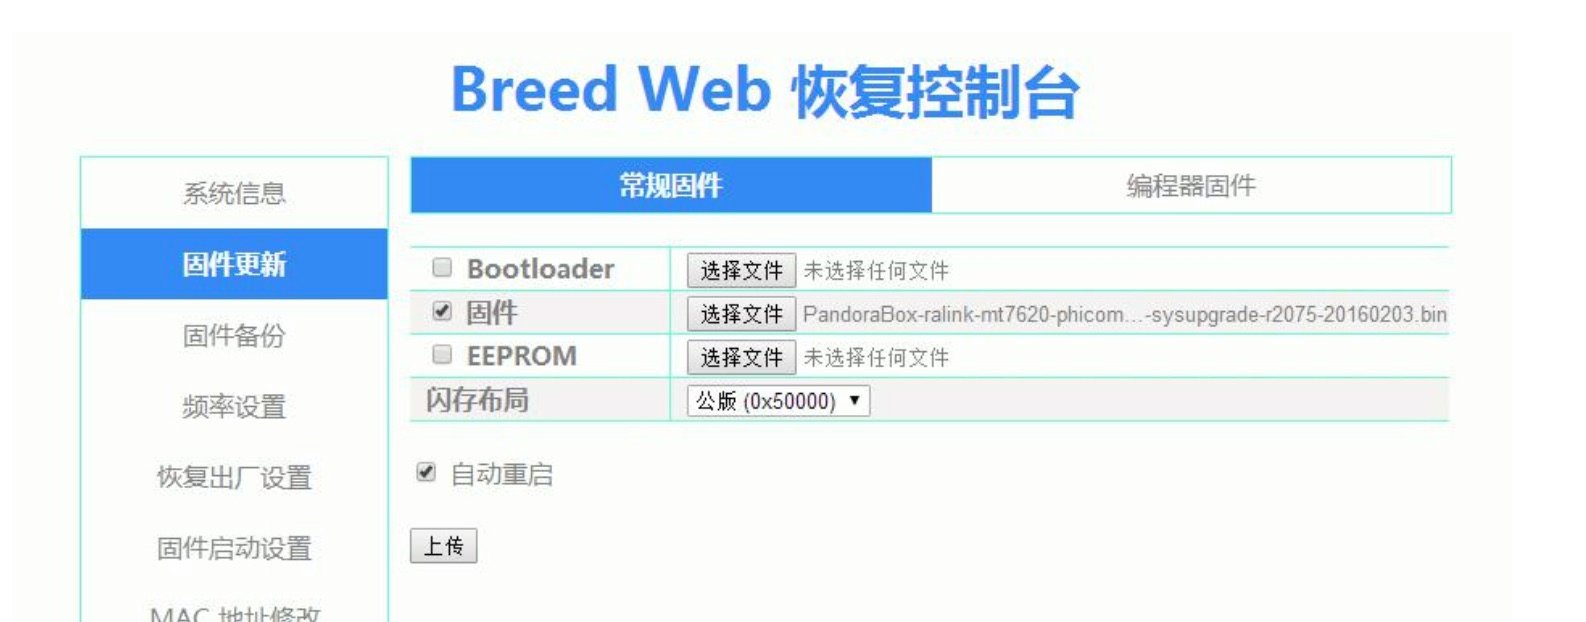 Breed Web 恢复控制台
系统信息
固件更新
固件备份
频率设置
恢复出厂设置
固件启动设置
MAC 地址修改
常规固件 编程器固件
Bootloader 选择文件 未选择任何文件
固件 选择文件 PandoraBox-ralink-mt7620-phicom...-sysupgrade-r2075-20160203.bin
EEPROM 选择文件 未选择任何文件
闪存布局 公版 (0x50000)
自动重启
上传